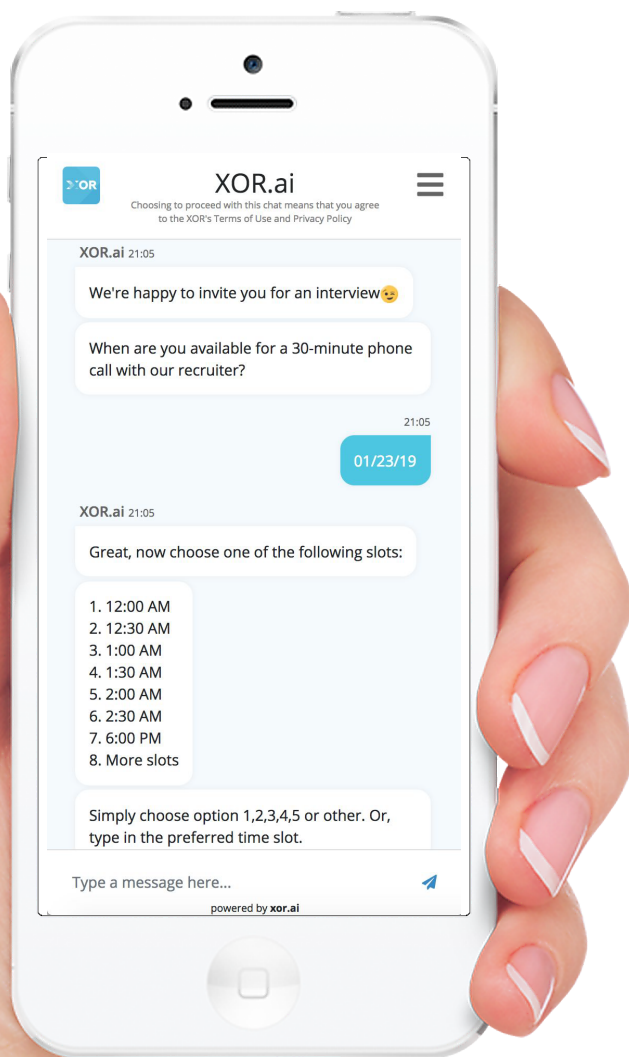 XOR
XOR.ai
Choosing to proceed with this chat means that you agree
to the XOR's Terms of Use and Privacy Policy
XOR.ai 21:05
We're happy to invite you for an interview😉
When are you available for a 30-minute phone
call with our recruiter?
21:05
01/23/19
XOR.ai 21:05
Great, now choose one of the following slots:
1. 12:00 AM
2. 12:30 AM
3. 1:00 AM
4. 1:30 AM
5. 2:00 AM
6. 2:30 AM
7. 6:00 PM
8. More slots
Simply choose option 1,2,3,4,5 or other. Or,
type in the preferred time slot.
Type a message here...
powered by xor.ai